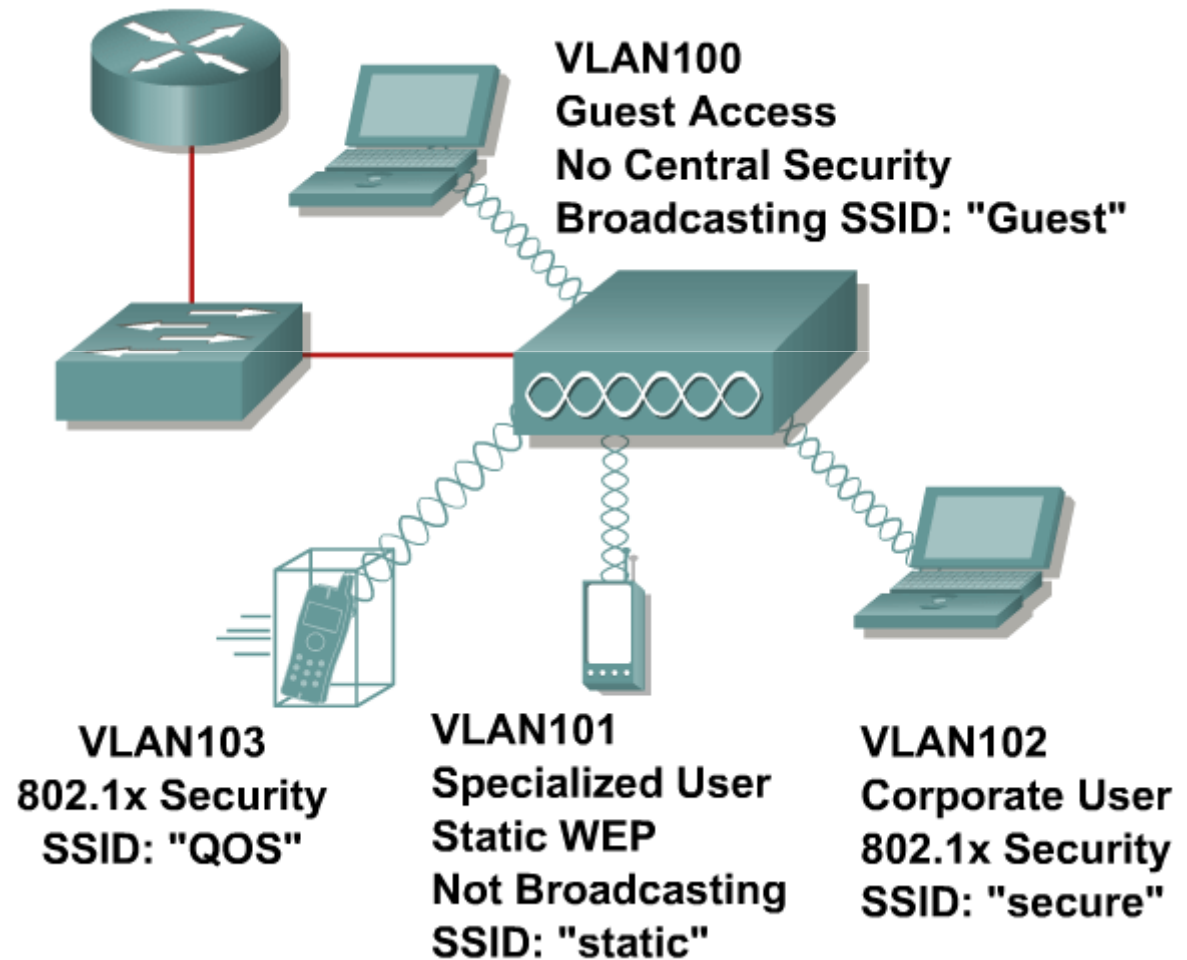 VLAN100
Guest Access
No Central Security
Broadcasting SSID: "Guest"
VLAN103
802.1x Security
SSID: "QOS"
VLAN101
Specialized User
Static WEP
Not Broadcasting
SSID: "static"
VLAN102
Corporate User
802.1x Security
SSID: "secure"